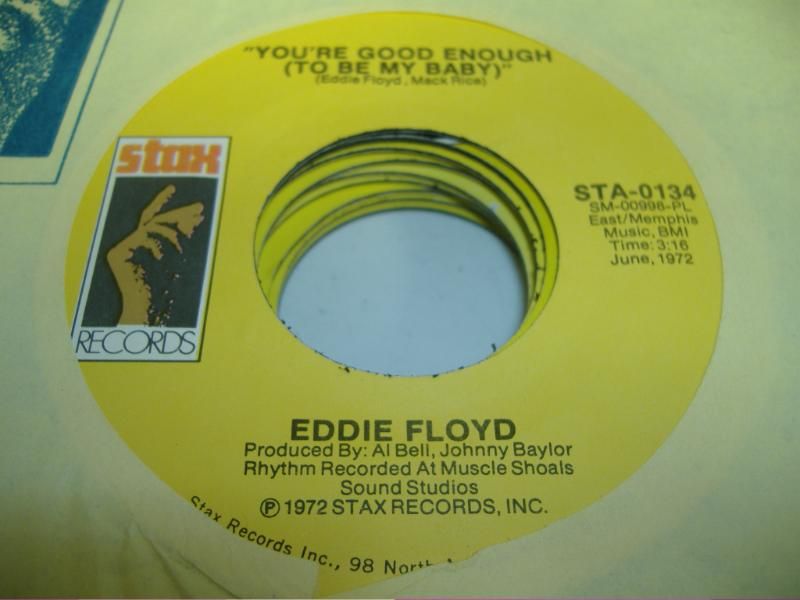 "YOU'RE GOOD ENOUGH
(TO BE MY BABY)"
(Eddie Floyd, Mack Rice)
stax
RECORDS
STA-0134
SM-00998-PL
East/Memphis
Music, BMI
Time: 3:16
June, 1972
EDDIE FLOYD
Produced By: Al Bell, Johnny Baylor
Rhythm Recorded At Muscle Shoals
Sound Studios
Ⓟ 1972 STAX RECORDS, INC.
Stax Records Inc., 98 North